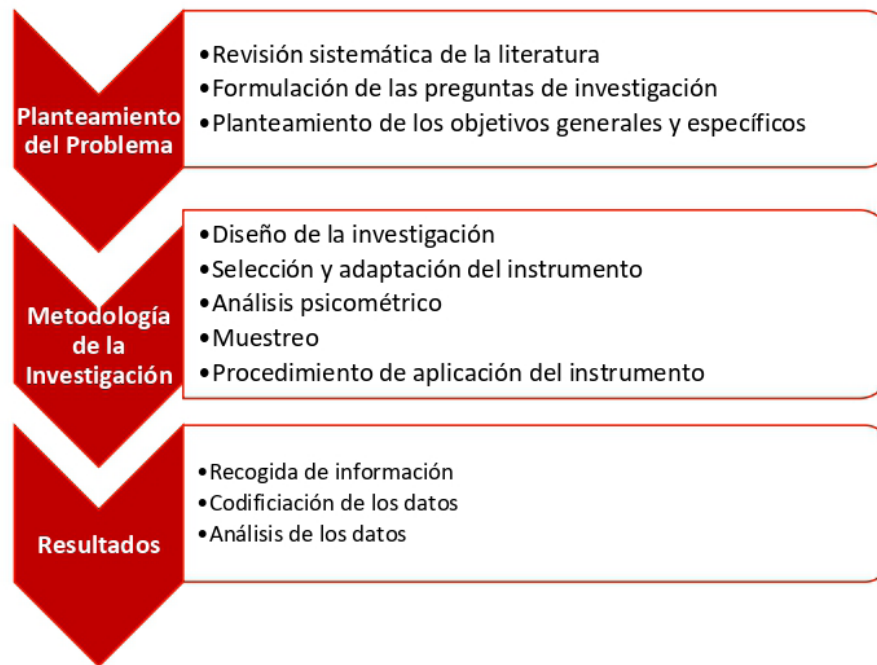 Planteamiento
del Problema
•Revisión sistemática de la literatura
•Formulación de las preguntas de investigación
•Planteamiento de los objetivos generales y específicos
Metodología
de la
Investigación
•Diseño de la investigación
•Selección y adaptación del instrumento
•Análisis psicométrico
•Muestreo
•Procedimiento de aplicación del instrumento
Resultados
•Recogida de información
•Codificiación de los datos
•Análisis de los datos